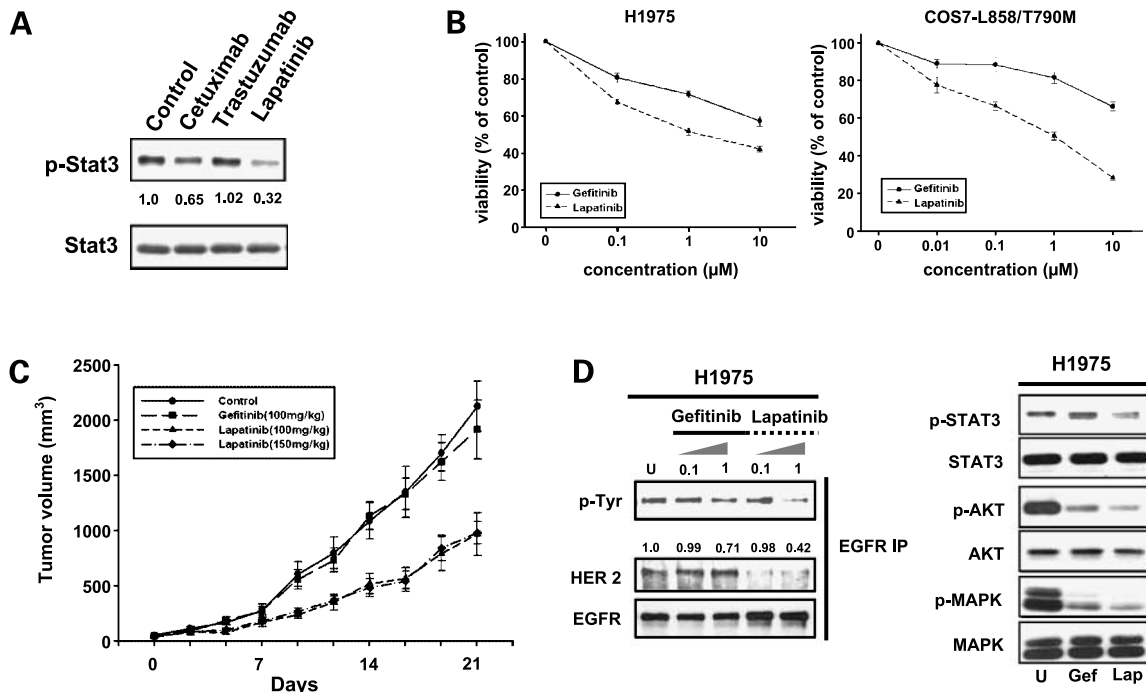 A
Control
Cetuximab
Trastuzumab
Lapatinib
p-Stat3
1.0 0.65 1.02 0.32
Stat3
B
H1975
viability (% of control)
100
80
60
40
20
0
Gefitinib
Lapatinib
0 0.1 1 10
concentration (µM)
COS7-L858/T790M
viability (% of control)
100
80
60
40
20
0
Gefitinib
Lapatinib
0 0.01 0.1 1 10
concentration (µM)
C
Tumor volume (mm³)
2500
2000
1500
1000
500
0
Control
Gefitinib(100mg/kg)
Lapatinib(100mg/kg)
Lapatinib(150mg/kg)
0 7 14 21
Days
D
H1975
Gefitinib Lapatinib
U 0.1 1 0.1 1
p-Tyr
1.0 0.99 0.71 0.98 0.42
HER 2
EGFR
EGFR IP
H1975
p-STAT3
STAT3
p-AKT
AKT
p-MAPK
MAPK
U Gef Lap